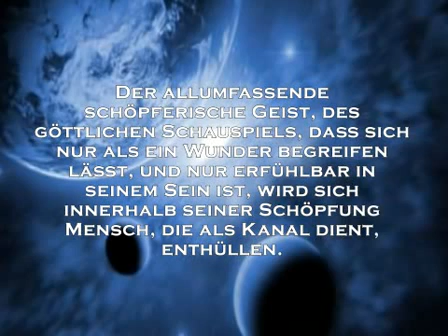 Der allumfassende
schöpferische Geist, des
göttlichen Schauspiels, dass sich
nur als ein Wunder begreifen
lässt, und nur erfühlbar in
seinem Sein ist, wird sich
innerhalb seiner Schöpfung
Mensch, die als Kanal dient,
enthüllen.